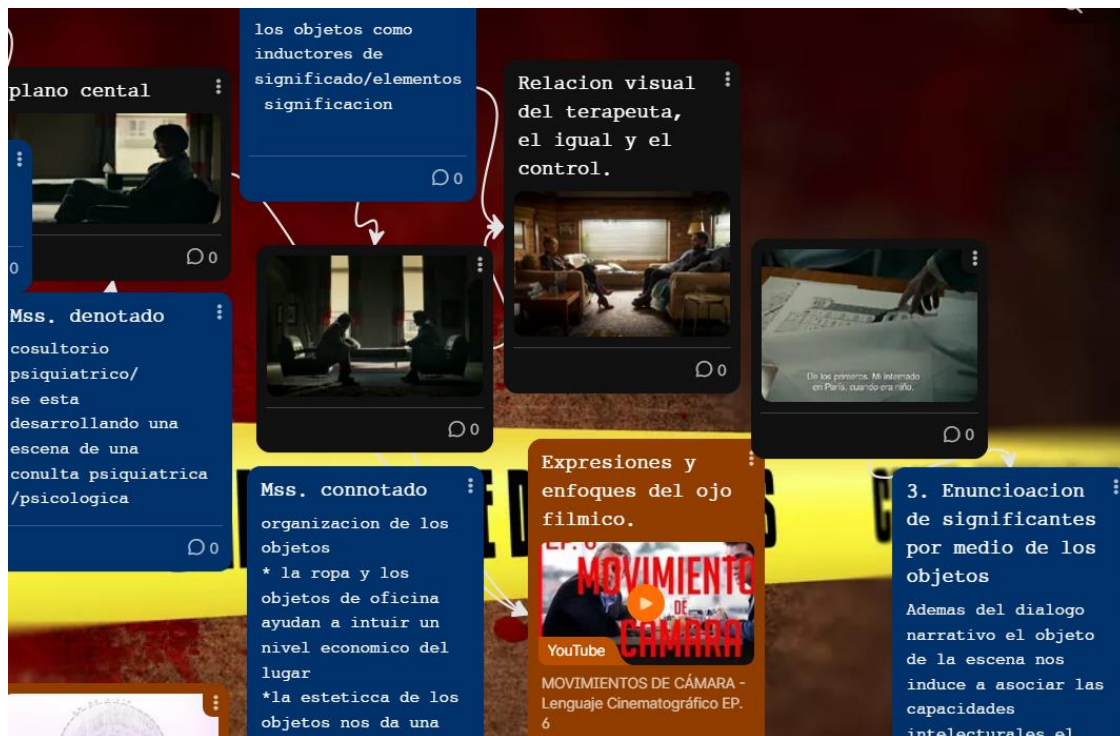 los objetos como
inductores de
significado/elementos
significacion
0
plano cental
0
0
Mss. denotado
cosultorio
psiquiatrico/
se esta
desarrollando una
escena de una
conulta psiquiatrica
/psicologica
0
0
Mss. connotado
organizacion de los
objetos
* la ropa y los
objetos de oficina
ayudan a intuir un
nivel economico del
lugar
*la esteticca de los
objetos nos da una
Relacion visual
del terapeuta,
el igual y el
control.
0
Expresiones y
enfoques del ojo
filmico.
EP. 6
MOVIMIENTO
DE
CÁMARA
YouTube
MOVIMIENTOS DE CÁMARA -
Lenguaje Cinematográfico EP.
6
De los primeros. Mi internado
en París, cuando era niño.
0
3. Enuncioacion
de significantes
por medio de los
objetos
Ademas del dialogo
narrativo el objeto
de la escena nos
induce a asociar las
capacidades
intelecturales el